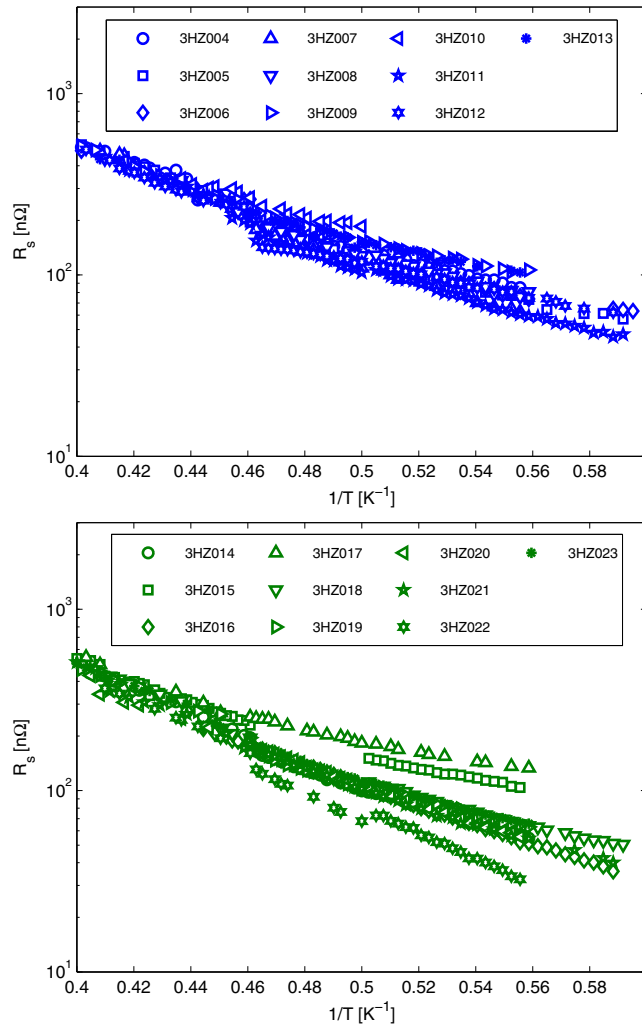 3HZ004 3HZ007 3HZ010 3HZ013
3HZ005 3HZ008 3HZ011
3HZ006 3HZ009 3HZ012
10³
10²
10¹
Rₛ [nΩ]
0.4 0.42 0.44 0.46 0.48 0.5 0.52 0.54 0.56 0.58
1/T [K⁻¹]
3HZ014 3HZ017 3HZ020 3HZ023
3HZ015 3HZ018 3HZ021
3HZ016 3HZ019 3HZ022
10³
10²
10¹
Rₛ [nΩ]
0.4 0.42 0.44 0.46 0.48 0.5 0.52 0.54 0.56 0.58
1/T [K⁻¹]